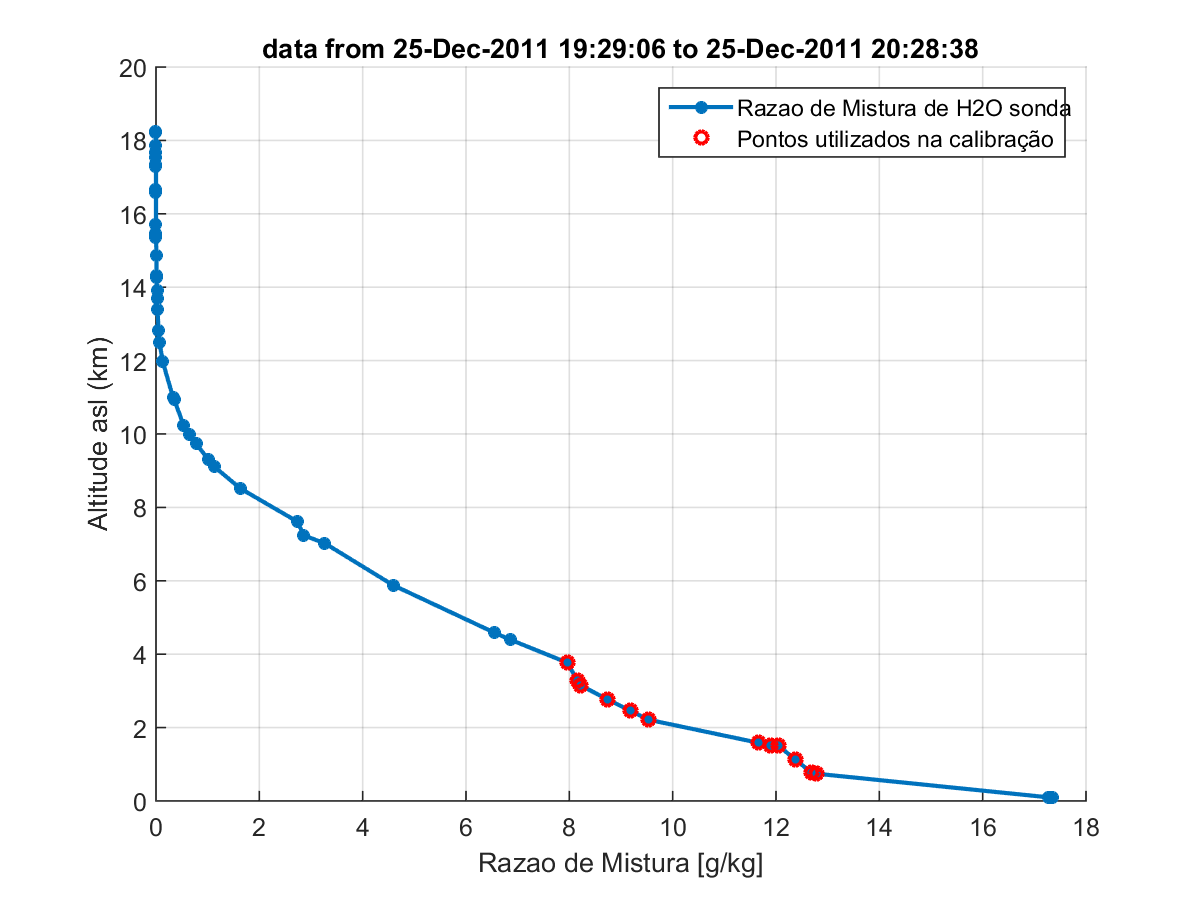 data from 25-Dec-2011 19:29:06 to 25-Dec-2011 20:28:38
Razao de Mistura de H2O sonda
Pontos utilizados na calibração
20
18
16
14
12
10
8
6
4
2
0
Altitude asl (km)
0 2 4 6 8 10 12 14 16 18
Razao de Mistura [g/kg]